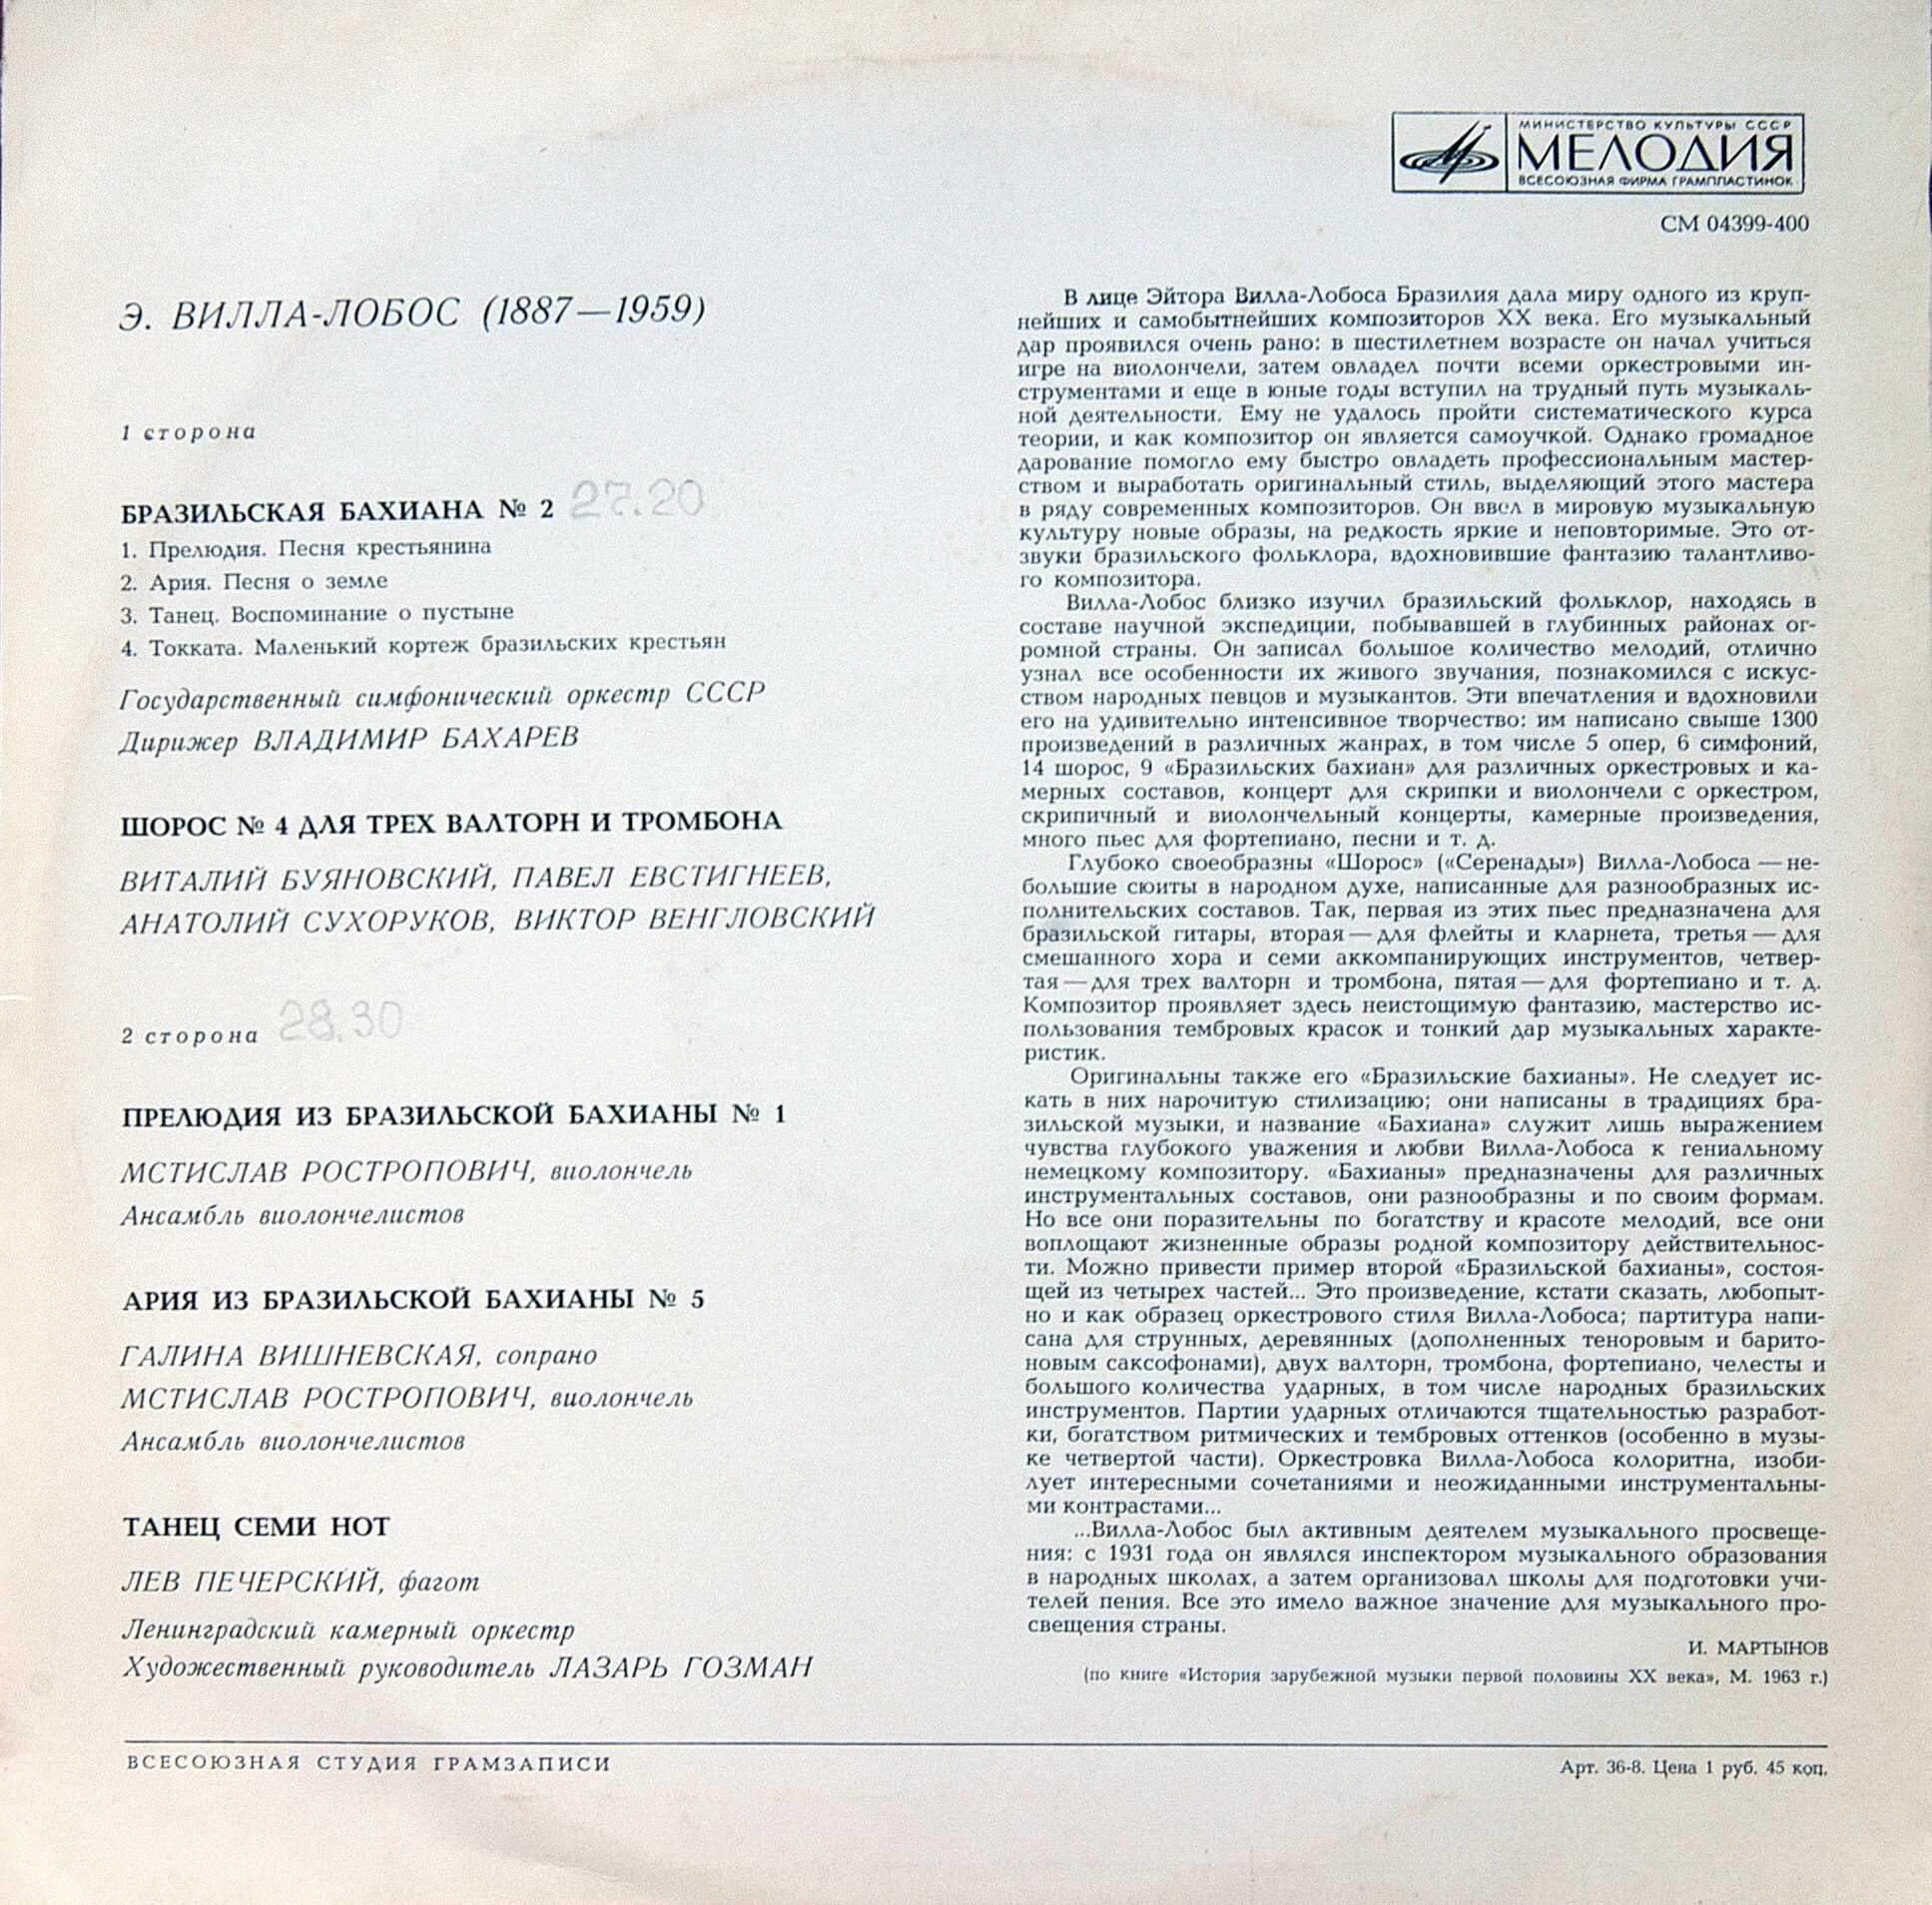 МИНИСТЕРСТВО КУЛЬТУРЫ СССР
МЕЛОДИЯ
ВСЕСОЮЗНАЯ ФИРМА ГРАМПЛАСТИНОК
СМ 04399-400
Э. ВИЛЛА-ЛОБОС (1887—1959)
1 сторона
БРАЗИЛЬСКАЯ БАХИАНА № 2 27.20
1. Прелюдия. Песня крестьянина
2. Ария. Песня о земле
3. Танец. Воспоминание о пустыне
4. Токката. Маленький кортеж бразильских крестьян
Государственный симфонический оркестр СССР
Дирижер ВЛАДИМИР БАХАРЕВ
ШОРОС № 4 ДЛЯ ТРЕХ ВАЛТОРН И ТРОМБОНА
ВИТАЛИЙ БУЯНОВСКИЙ, ПАВЕЛ ЕВСТИГНЕЕВ,
АНАТОЛИЙ СУХОРУКОВ, ВИКТОР ВЕНГЛОВСКИЙ
2 сторона 28.30
ПРЕЛЮДИЯ ИЗ БРАЗИЛЬСКОЙ БАХИАНЫ № 1
МСТИСЛАВ РОСТРОПОВИЧ, виолончель
Ансамбль виолончелистов
АРИЯ ИЗ БРАЗИЛЬСКОЙ БАХИАНЫ № 5
ГАЛИНА ВИШНЕВСКАЯ, сопрано
МСТИСЛАВ РОСТРОПОВИЧ, виолончель
Ансамбль виолончелистов
ТАНЕЦ СЕМИ НОТ
ЛЕВ ПЕЧЕРСКИЙ, фагот
Ленинградский камерный оркестр
Художественный руководитель ЛАЗАРЬ ГОЗМАН
В лице Эйтора Вилла-Лобоса Бразилия дала миру одного из круп-
нейших и самобытнейших композиторов XX века. Его музыкальный
дар проявился очень рано: в шестилетнем возрасте он начал учиться
игре на виолончели, затем овладел почти всеми оркестровыми ин-
струментами и еще в юные годы вступил на трудный путь музыкаль-
ной деятельности. Ему не удалось пройти систематического курса
теории, и как композитор он является самоучкой. Однако громадное
дарование помогло ему быстро овладеть профессиональным мастер-
ством и выработать оригинальный стиль, выделяющий этого мастера
в ряду современных композиторов. Он ввел в мировую музыкальную
культуру новые образы, на редкость яркие и неповторимые. Это от-
звуки бразильского фольклора, вдохновившие фантазию талантливо-
го композитора.
Вилла-Лобос близко изучил бразильский фольклор, находясь в
составе научной экспедиции, побывавшей в глубинных районах ог-
ромной страны. Он записал большое количество мелодий, отлично
узнал все особенности их живого звучания, познакомился с искус-
ством народных певцов и музыкантов. Эти впечатления и вдохновили
его на удивительно интенсивное творчество: им написано свыше 1300
произведений в различных жанрах, в том числе 5 опер, 6 симфоний,
14 шорос, 9 «Бразильских бахиан» для различных оркестровых и ка-
мерных составов, концерт для скрипки и виолончели с оркестром,
скрипичный и виолончельный концерты, камерные произведения,
много пьес для фортепиано, песни и т. д.
Глубоко своеобразны «Шорос» («Серенады») Вилла-Лобоса — не-
большие сюиты в народном духе, написанные для разнообразных ис-
полнительских составов. Так, первая из этих пьес предназначена для
бразильской гитары, вторая — для флейты и кларнета, третья — для
смешанного хора и семи аккомпанирующих инструментов, четвер-
тая — для трех валторн и тромбона, пятая — для фортепиано и т. д.
Композитор проявляет здесь неистощимую фантазию, мастерство ис-
пользования тембровых красок и тонкий дар музыкальных характе-
ристик.
Оригинальны также его «Бразильские бахианы». Не следует ис-
кать в них нарочитую стилизацию; они написаны в традициях бра-
зильской музыки, и название «Бахиана» служит лишь выражением
чувства глубокого уважения и любви Вилла-Лобоса к гениальному
немецкому композитору. «Бахианы» предназначены для различных
инструментальных составов, они разнообразны и по своим формам.
Но все они поразительны по богатству и красоте мелодий, все они
воплощают жизненные образы родной композитору действительнос-
ти. Можно привести пример второй «Бразильской бахианы», состоя-
щей из четырех частей... Это произведение, кстати сказать, любопыт-
но и как образец оркестрового стиля Вилла-Лобоса; партитура напи-
сана для струнных, деревянных (дополненных теноровым и барито-
новым саксофонами), двух валторн, тромбона, фортепиано, челесты и
большого количества ударных, в том числе народных бразильских
инструментов. Партии ударных отличаются тщательностью разработ-
ки, богатством ритмических и тембровых оттенков (особенно в музы-
ке четвертой части). Оркестровка Вилла-Лобоса колоритна, изоби-
лует интересными сочетаниями и неожиданными инструментальны-
ми контрастами...
...Вилла-Лобос был активным деятелем музыкального просвеще-
ния: с 1931 года он являлся инспектором музыкального образования
в народных школах, а затем организовал школы для подготовки учи-
телей пения. Все это имело важное значение для музыкального про-
свещения страны.
И. МАРТЫНОВ
(по книге «История зарубежной музыки первой половины XX века», М. 1963 г.)
ВСЕСОЮЗНАЯ СТУДИЯ ГРАМЗАПИСИ
Арт. 36-8. Цена 1 руб. 45 коп.